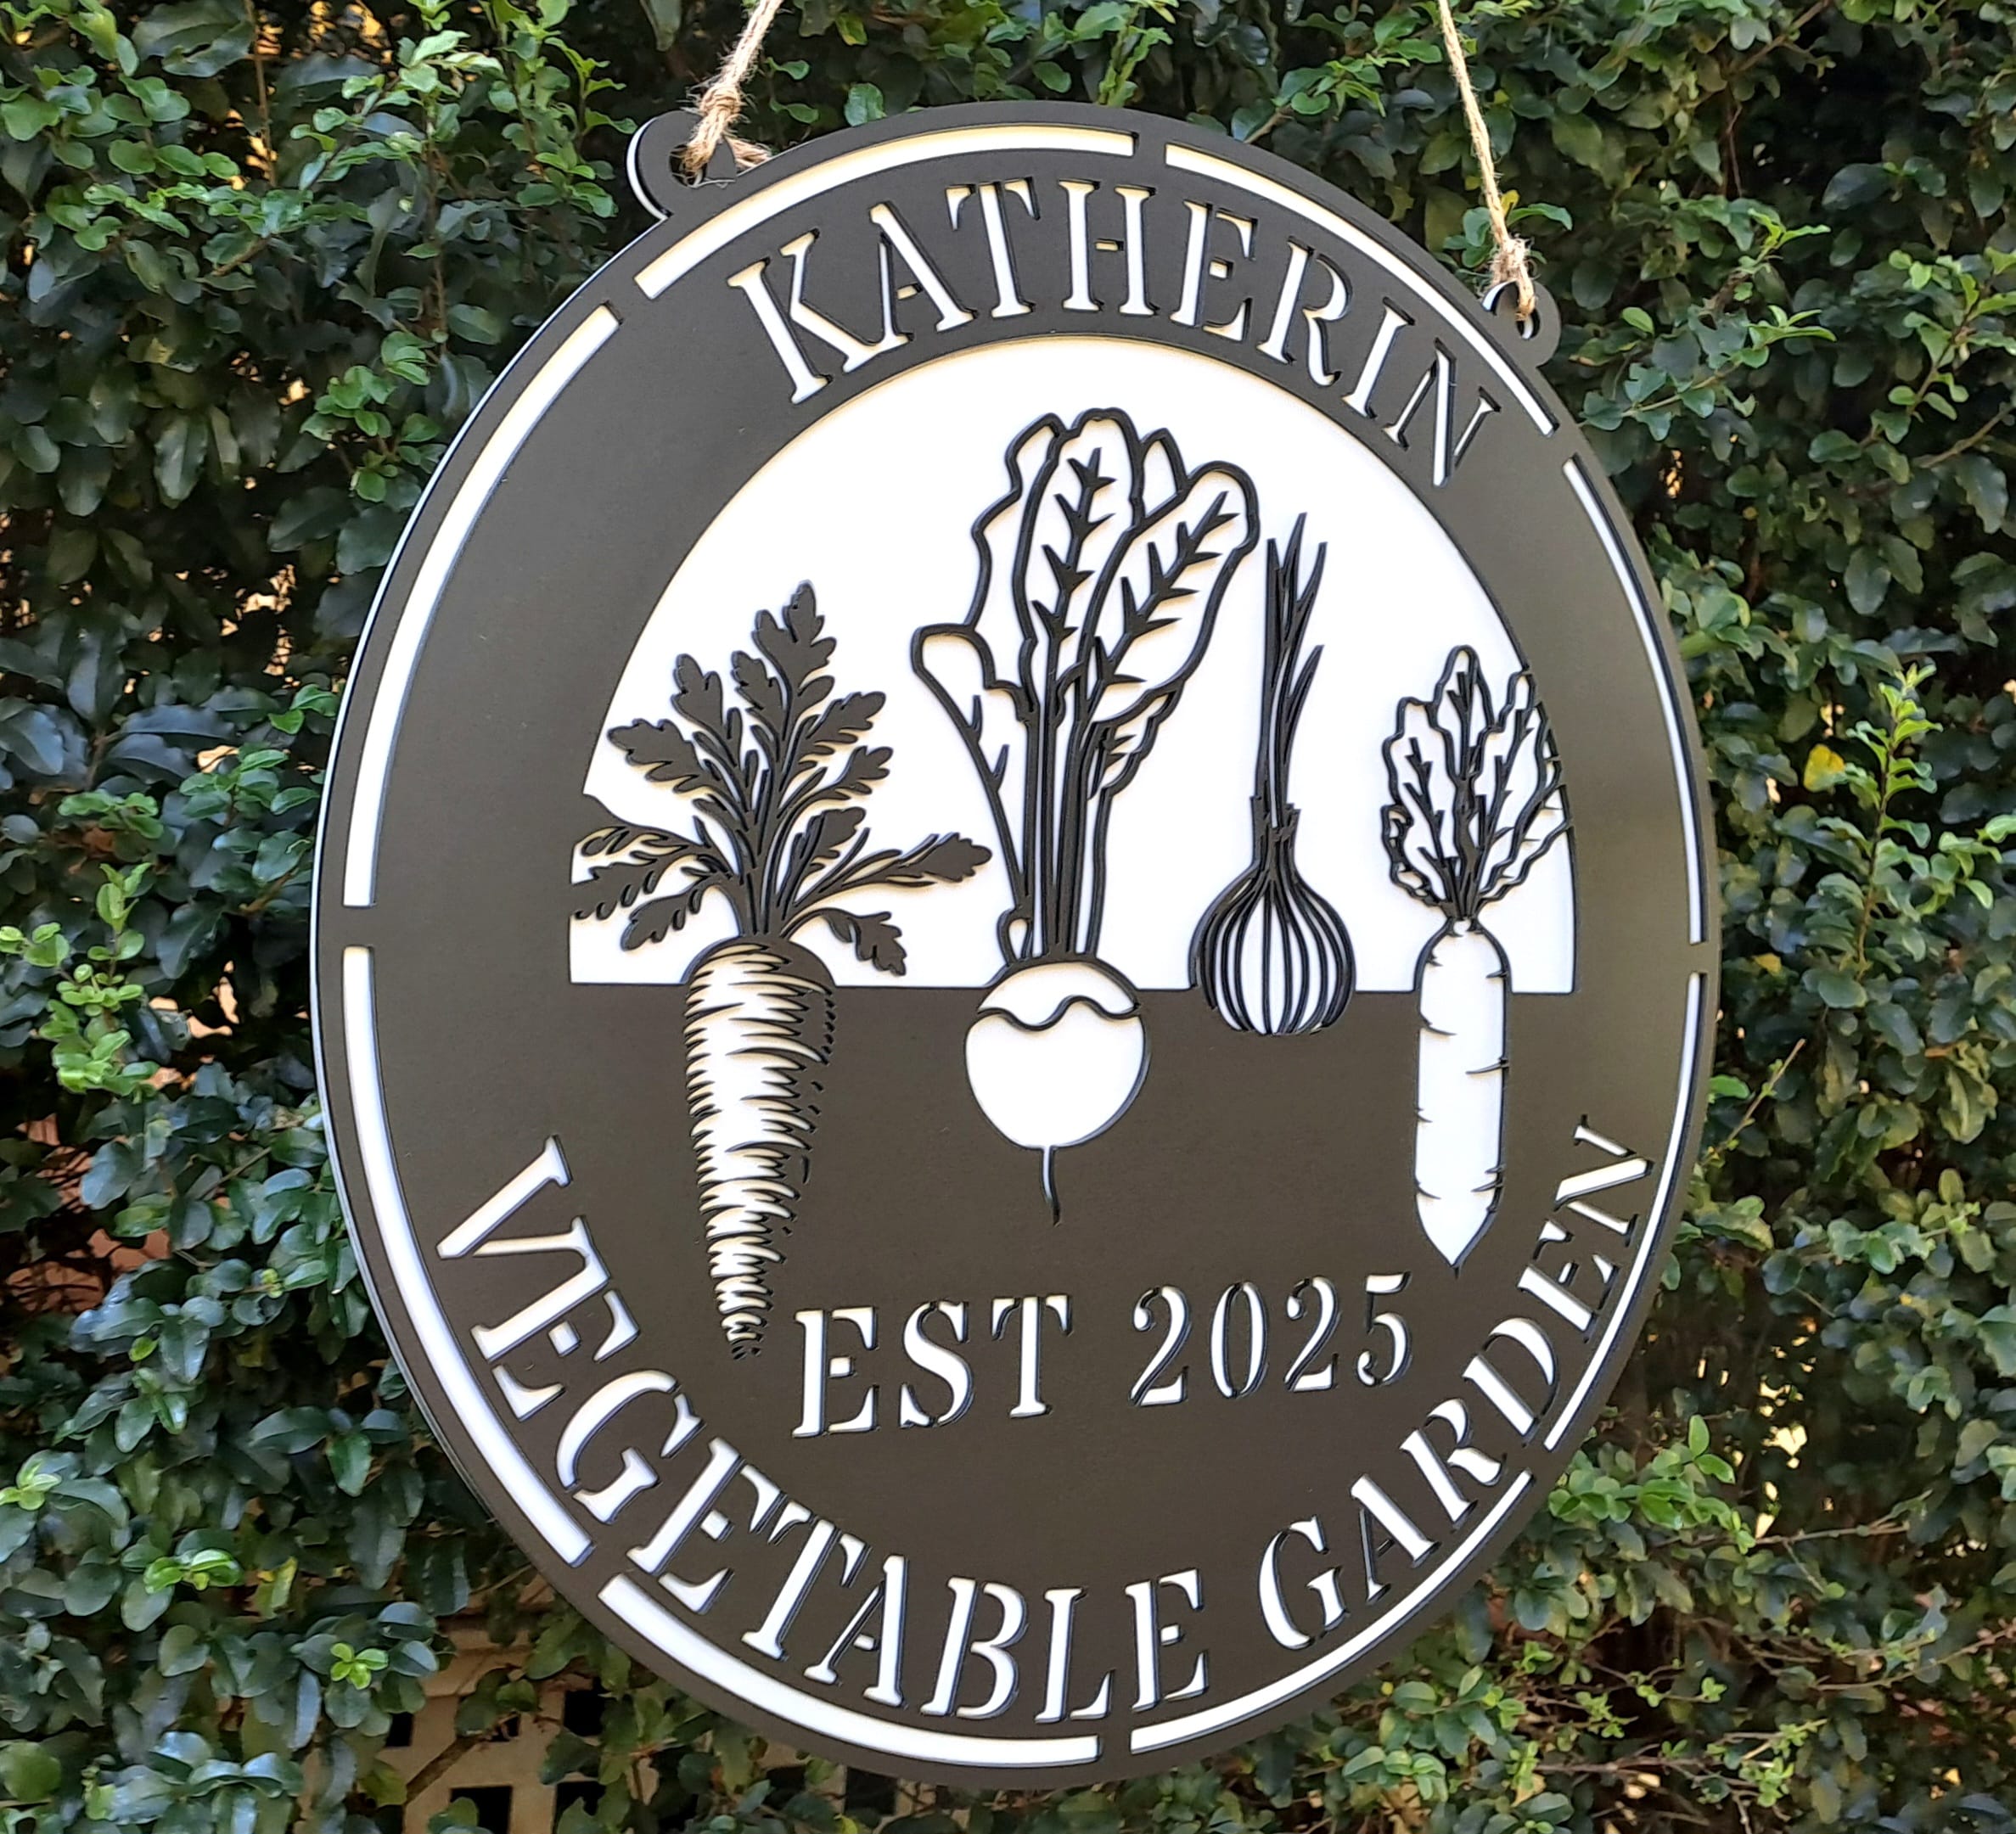 KATHERIN
EST 2025
VEGETABLE GARDEN